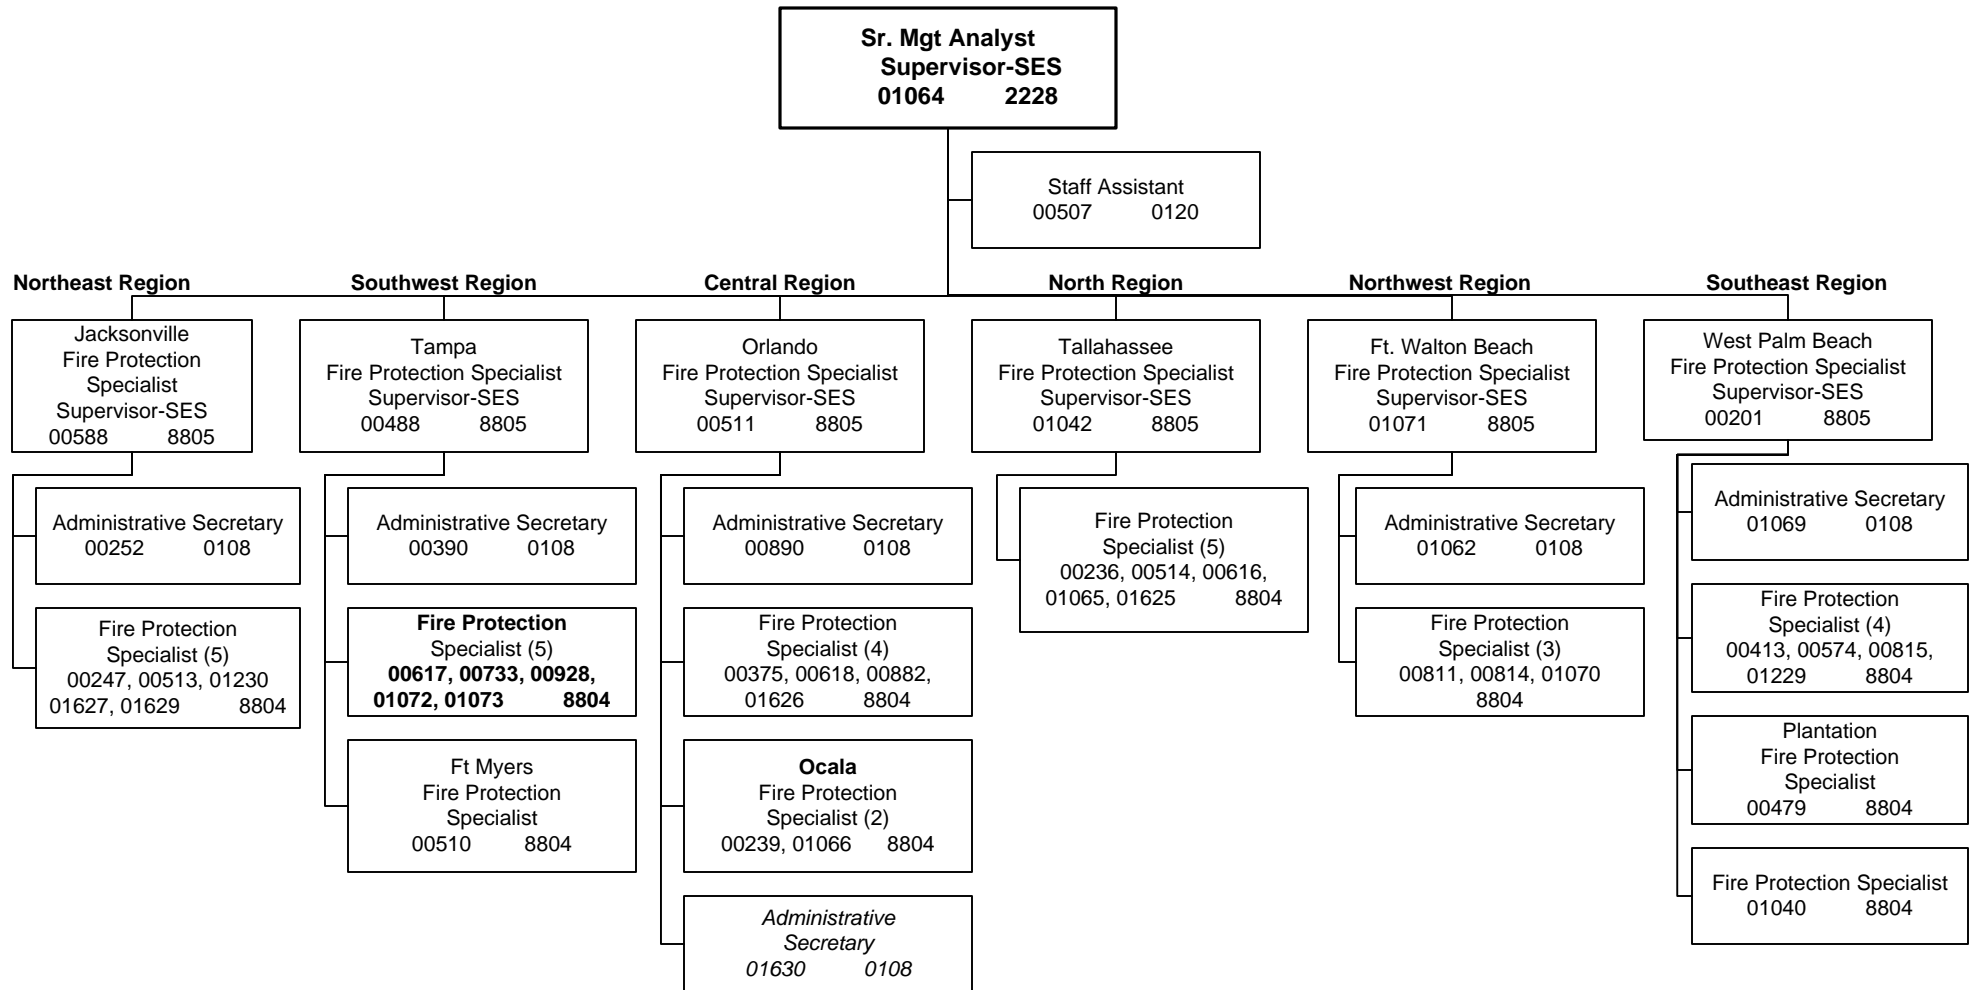 Sr. Mgt Analyst
Supervisor-SES
01064 2228
Staff Assistant
00507 0120
Northeast Region
Southwest Region
Central Region
North Region
Northwest Region
Southeast Region
Jacksonville
Fire Protection
Specialist
Supervisor-SES
00588 8805
Tampa
Fire Protection Specialist
Supervisor-SES
00488 8805
Orlando
Fire Protection Specialist
Supervisor-SES
00511 8805
Tallahassee
Fire Protection Specialist
Supervisor-SES
01042 8805
Ft. Walton Beach
Fire Protection Specialist
Supervisor-SES
01071 8805
West Palm Beach
Fire Protection Specialist
Supervisor-SES
00201 8805
Administrative Secretary
00252 0108
Fire Protection
Specialist (5)
00247, 00513, 01230
01627, 01629 8804
Administrative Secretary
00390 0108
Fire Protection
Specialist (5)
00617, 00733, 00928,
01072, 01073 8804
Ft Myers
Fire Protection
Specialist
00510 8804
Administrative Secretary
00890 0108
Fire Protection
Specialist (4)
00375, 00618, 00882,
01626 8804
Ocala
Fire Protection
Specialist (2)
00239, 01066 8804
Administrative
Secretary
01630 0108
Fire Protection
Specialist (5)
00236, 00514, 00616,
01065, 01625 8804
Administrative Secretary
01062 0108
Fire Protection
Specialist (3)
00811, 00814, 01070
8804
Administrative Secretary
01069 0108
Fire Protection
Specialist (4)
00413, 00574, 00815,
01229 8804
Plantation
Fire Protection
Specialist
00479 8804
Fire Protection Specialist
01040 8804